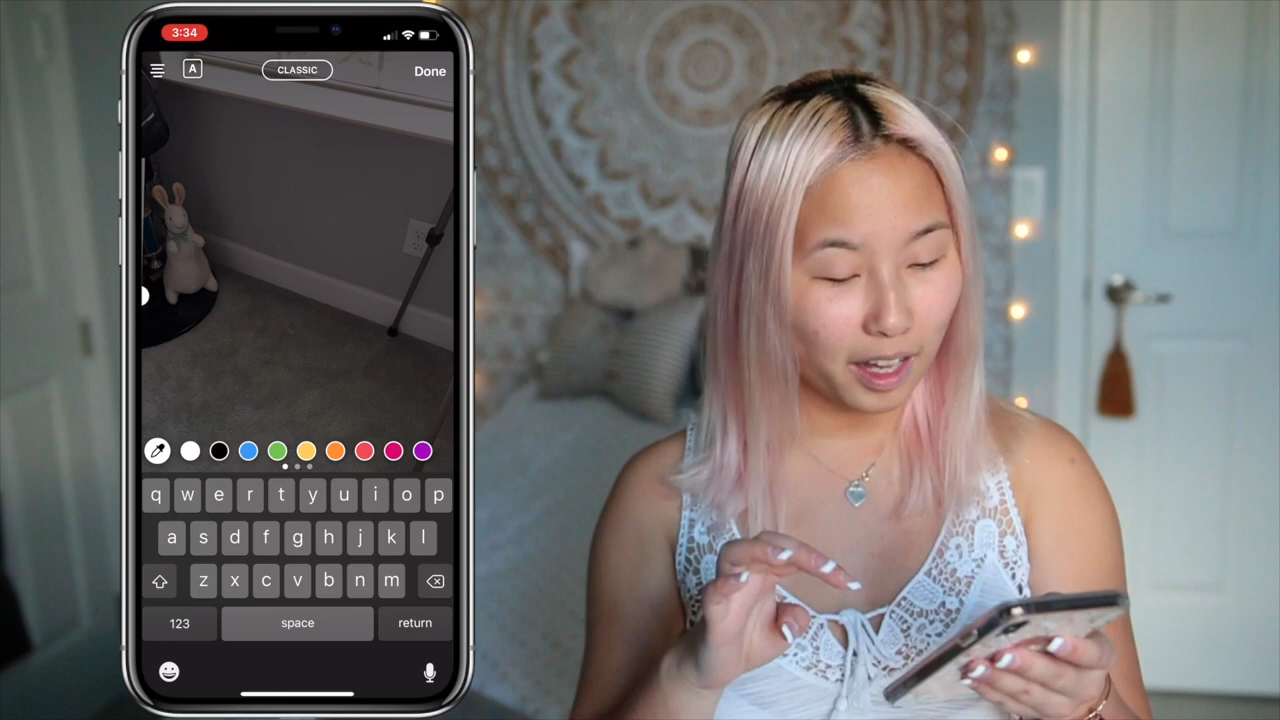 3:34
A CLASSIC Done
q w e r t y u i o p
a s d f g h j k l
z x c v b n m
123 space return